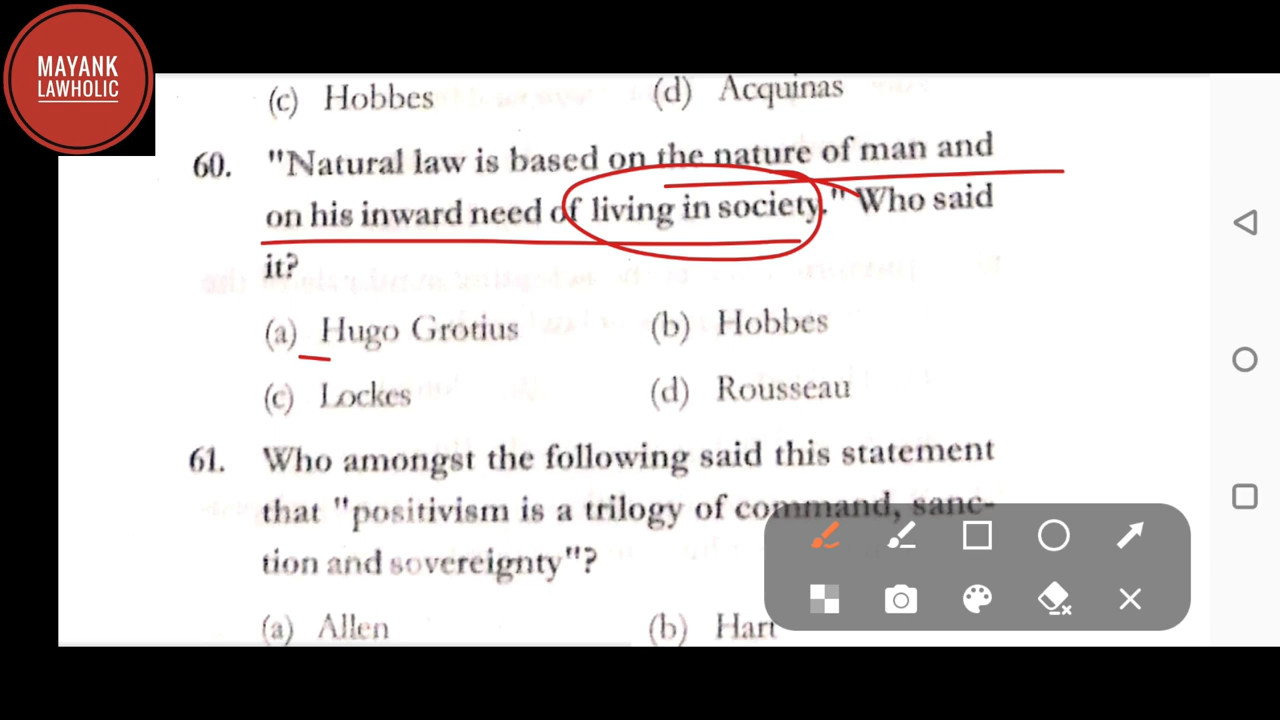 MAYANK
LAWHOLIC
(c) Hobbes (d) Acquinas
60. "Natural law is based on the nature of man and
on his inward need of living in society." Who said
it?
(a) Hugo Grotius (b) Hobbes
(c) Lockes (d) Rousseau
61. Who amongst the following said this statement
that "positivism is a trilogy of command, sanc-
tion and sovereignty"?
(a) Allen (b) Hart